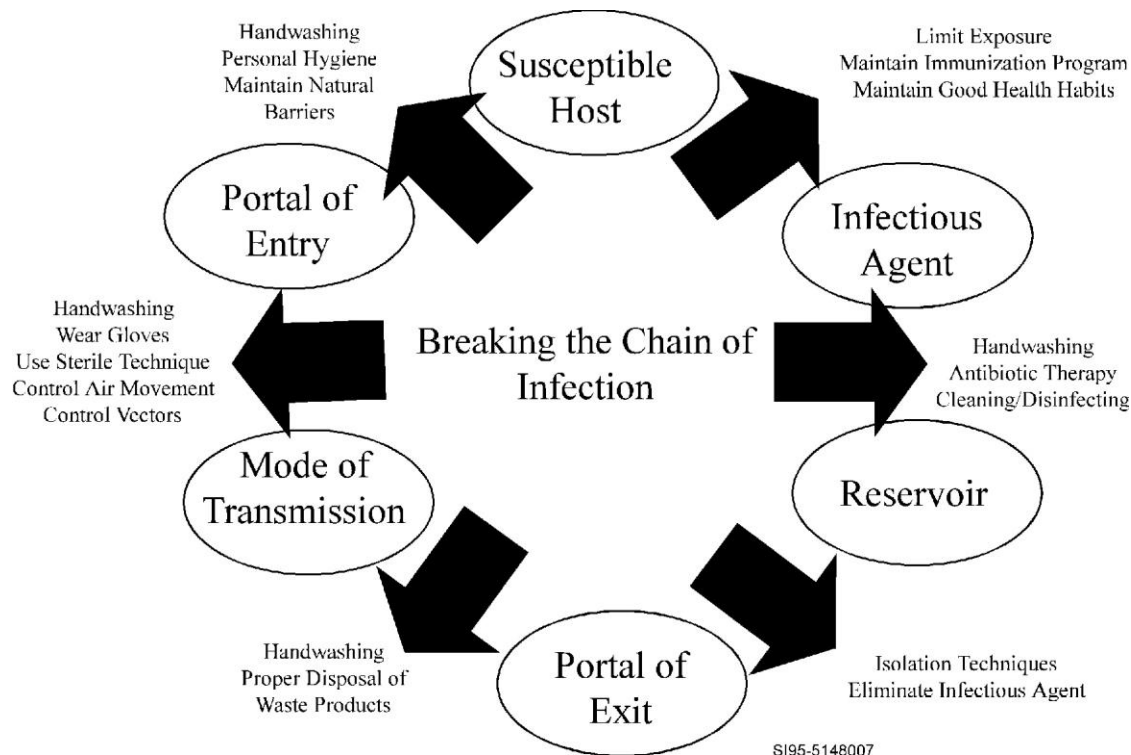 Handwashing
Personal Hygiene
Maintain Natural
Barriers
Susceptible
Host
Limit Exposure
Maintain Immunization Program
Maintain Good Health Habits
Portal of
Entry
Infectious
Agent
Handwashing
Wear Gloves
Use Sterile Technique
Control Air Movement
Control Vectors
Breaking the Chain of
Infection
Handwashing
Antibiotic Therapy
Cleaning/Disinfecting
Mode of
Transmission
Reservoir
Handwashing
Proper Disposal of
Waste Products
Portal of
Exit
Isolation Techniques
Eliminate Infectious Agent
SI95-5148007